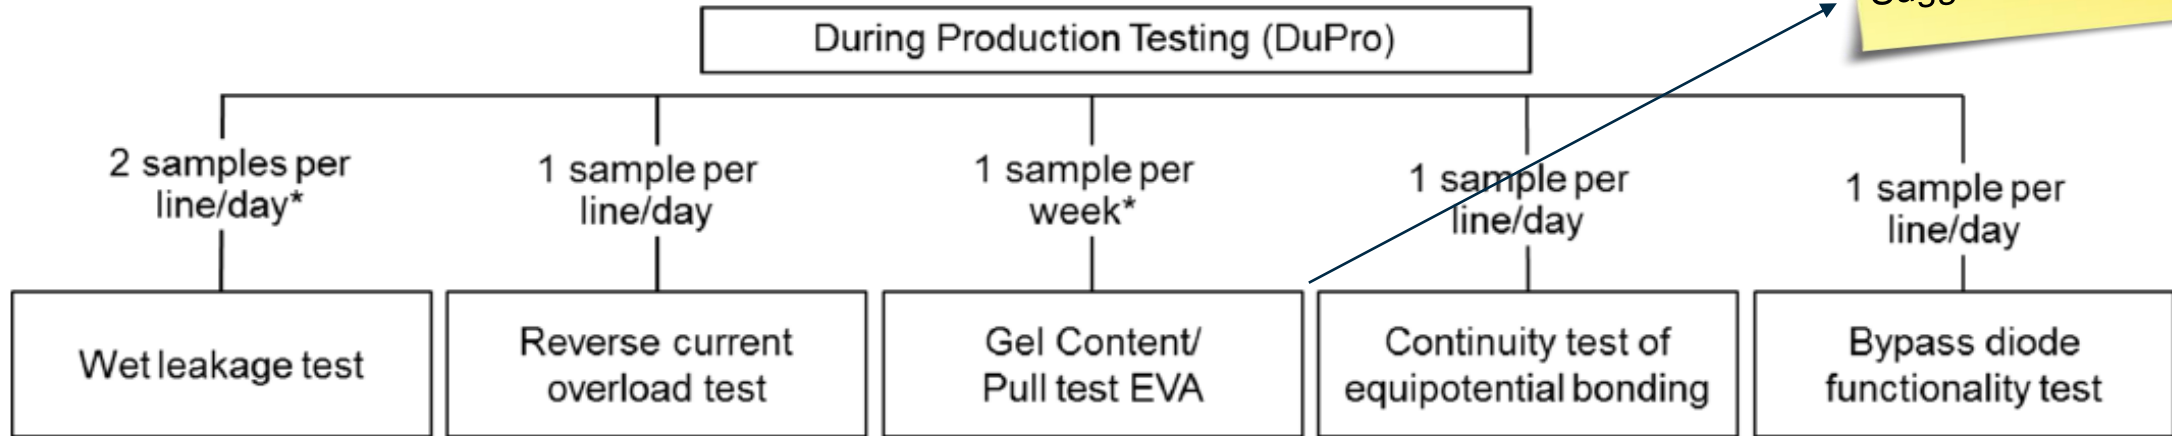 During Production Testing (DuPro)
2 samples per
line/day*
1 sample per
line/day
1 sample per
week*
1 sample per
line/day
1 sample per
line/day
Wet leakage test
Reverse current
overload test
Gel Content/
Pull test EVA
Continuity test of
equipotential bonding
Bypass diode
functionality test